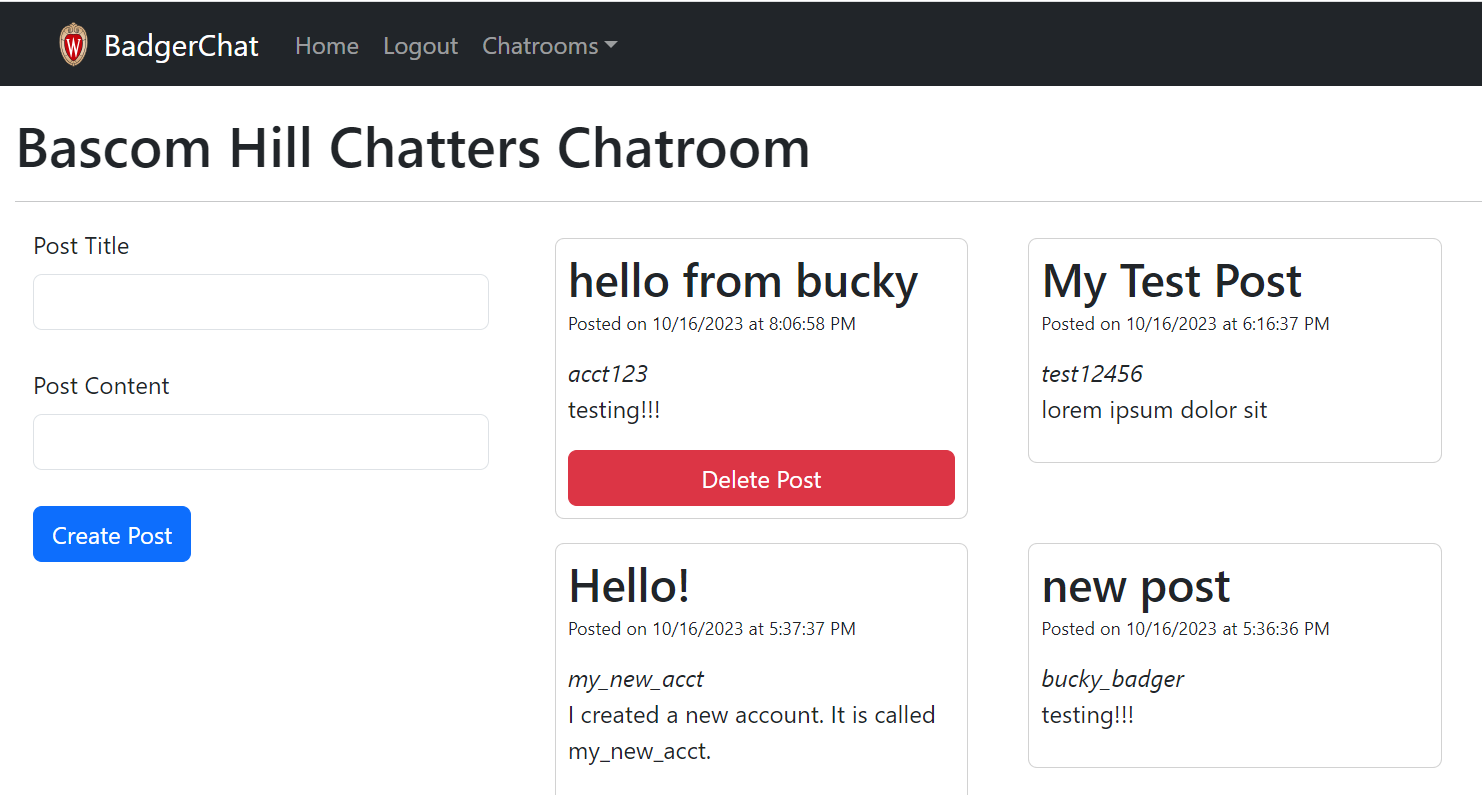 W
BadgerChat Home Logout Chatrooms
Bascom Hill Chatters Chatroom
Post Title
Post Content
Create Post
hello from bucky
Posted on 10/16/2023 at 8:06:58 PM
acct123
testing!!!
Delete Post
My Test Post
Posted on 10/16/2023 at 6:16:37 PM
test12456
lorem ipsum dolor sit
Hello!
Posted on 10/16/2023 at 5:37:37 PM
my_new_acct
I created a new account. It is called
my_new_acct.
new post
Posted on 10/16/2023 at 5:36:36 PM
bucky_badger
testing!!!